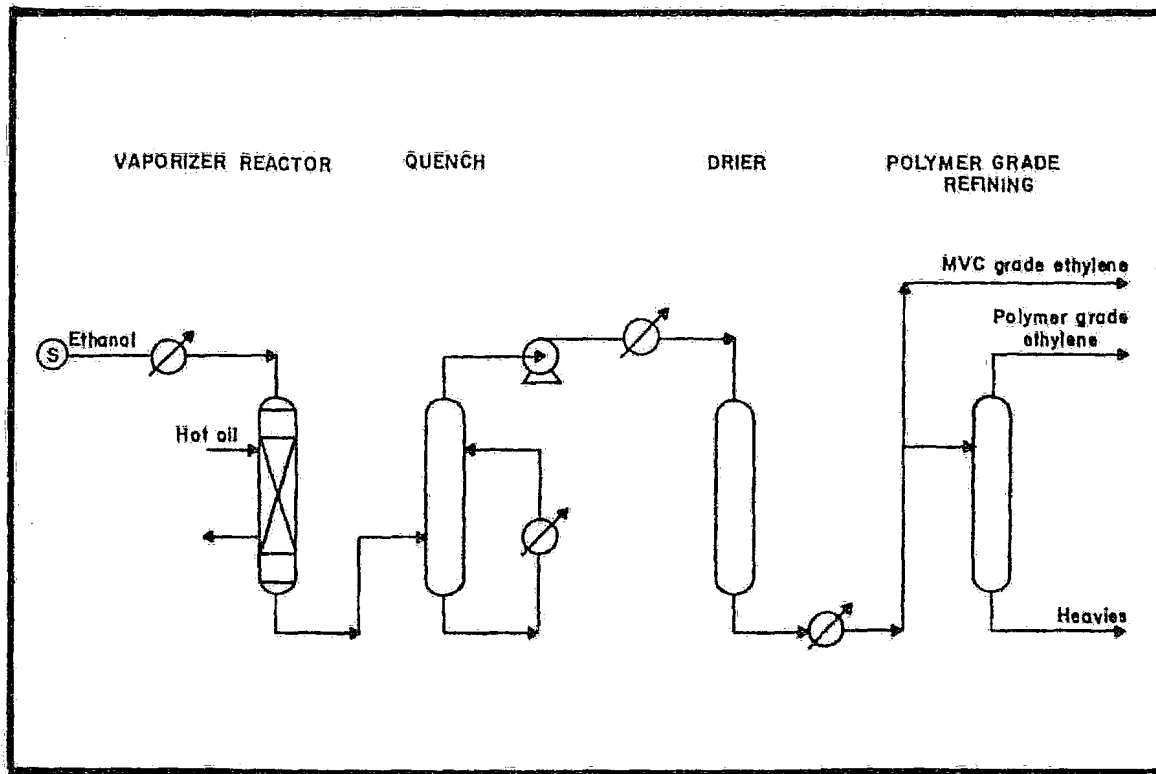 VAPORIZER REACTOR
QUENCH
DRIER
POLYMER GRADE
REFINING
MVC grade ethylene
Polymer grade
ethylene
S
Ethanol
Hot oil
Heavies